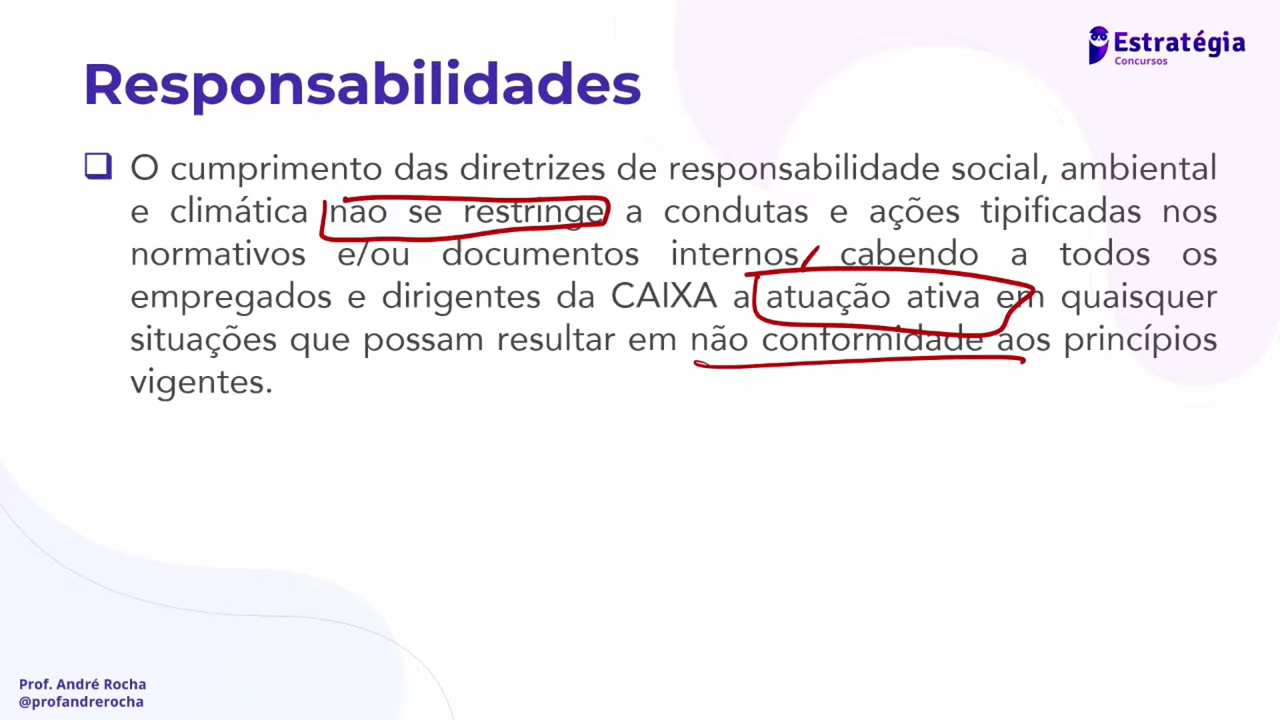 Estratégia
Concursos
Responsabilidades
O cumprimento das diretrizes de responsabilidade social, ambiental
e climática não se restringe a condutas e ações tipificadas nos
normativos e/ou documentos internos, cabendo a todos os
empregados e dirigentes da CAIXA a atuação ativa em quaisquer
situações que possam resultar em não conformidade aos princípios
vigentes.
Prof. André Rocha
@profandrerocha